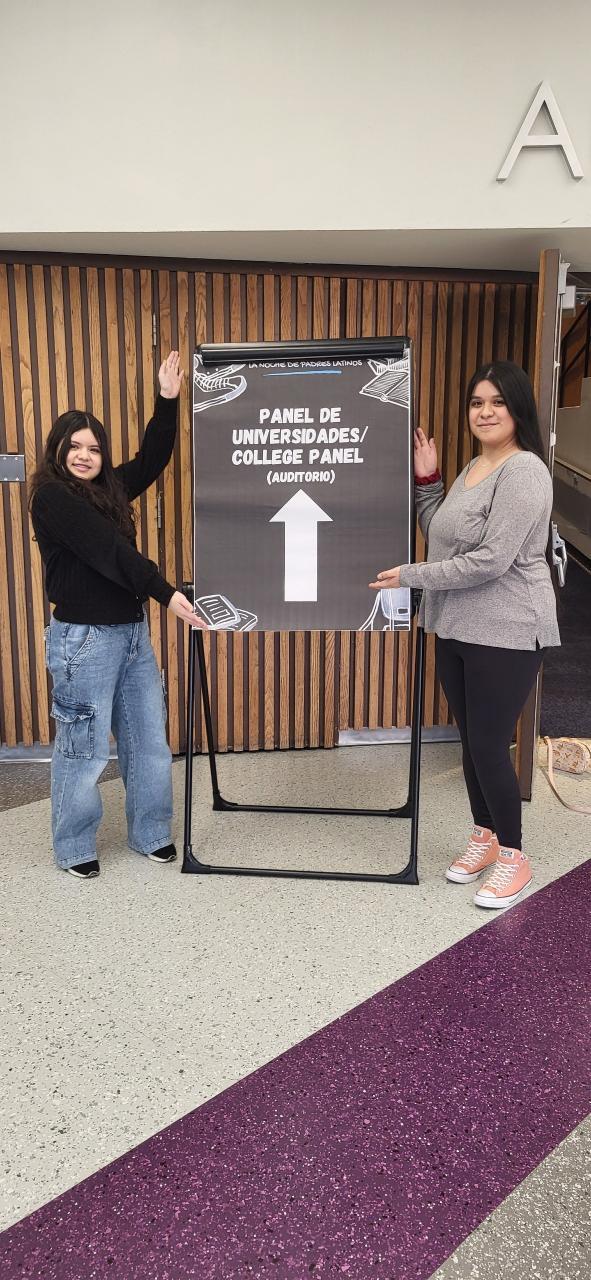 A
LA NOCHE DE PADRES LATINOS
PANEL DE
UNIVERSIDADES/
COLLEGE PANEL
(AUDITORIO)